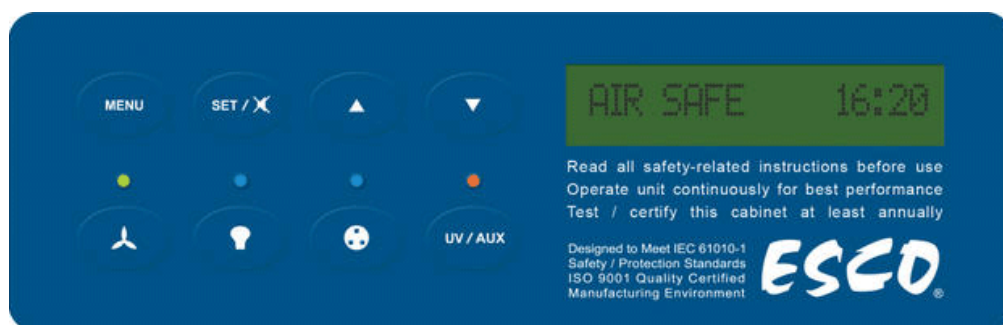 MENU
SET /
UV / AUX
AIR SAFE 16:20
Read all safety-related instructions before use
Operate unit continuously for best performance
Test / certify this cabinet at least annually
Designed to Meet IEC 61010-1
Safety / Protection Standards
ISO 9001 Quality Certified
Manufacturing Environment
ESCO®